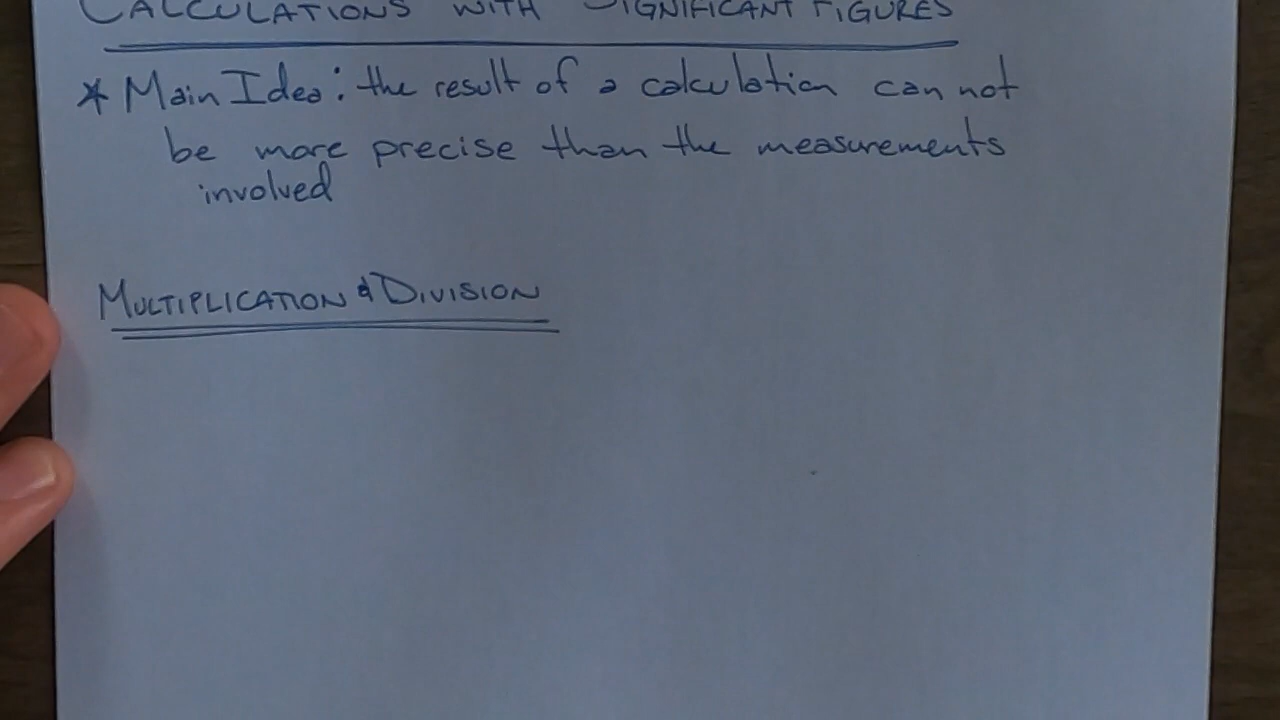 CALCULATIONS WITH SIGNIFICANT FIGURES
* Main Idea: the result of a calculation can not
be more precise than the measurements
involved
MULTIPLICATION & DIVISION